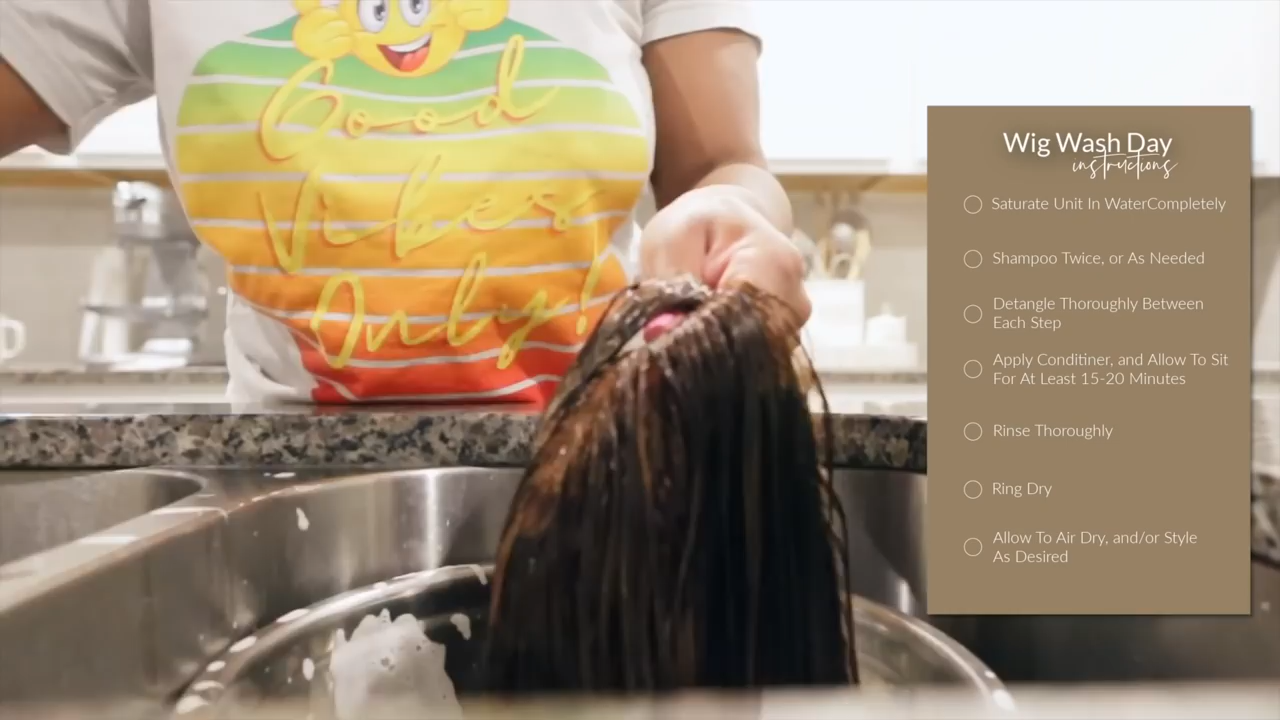 Good
Vibes
Only!
Wig Wash Day
instructions
Saturate Unit In WaterCompletely
Shampoo Twice, or As Needed
Detangle Thoroughly Between
Each Step
Apply Conditiner, and Allow To Sit
For At Least 15-20 Minutes
Rinse Thoroughly
Ring Dry
Allow To Air Dry, and/or Style
As Desired